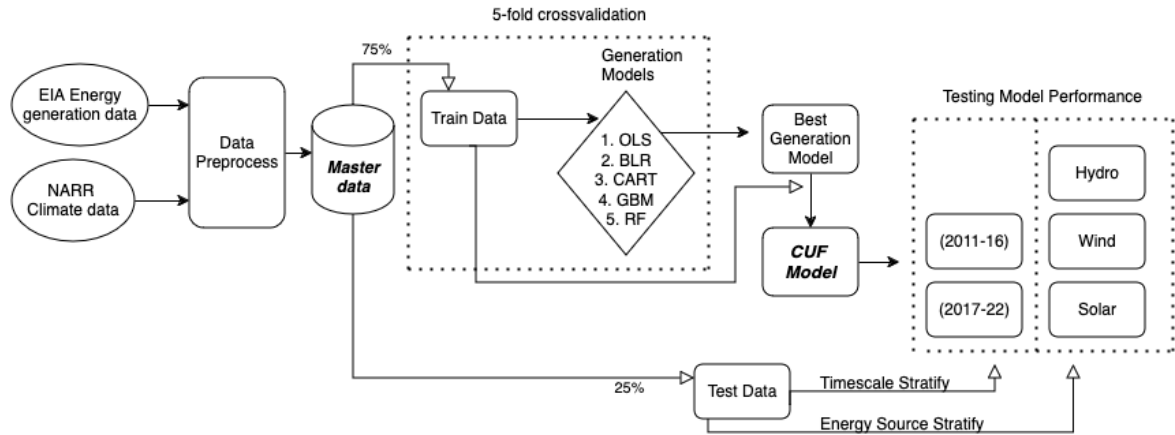 5-fold crossvalidation
75%
Generation
Models
EIA Energy
generation data
NARR
Climate data
Data
Preprocess
Master
data
Train Data
1. OLS
2. BLR
3. CART
4. GBM
5. RF
Best
Generation
Model
CUF
Model
Testing Model Performance
(2011-16)
(2017-22)
Hydro
Wind
Solar
25%
Test Data
Timescale Stratify
Energy Source Stratify